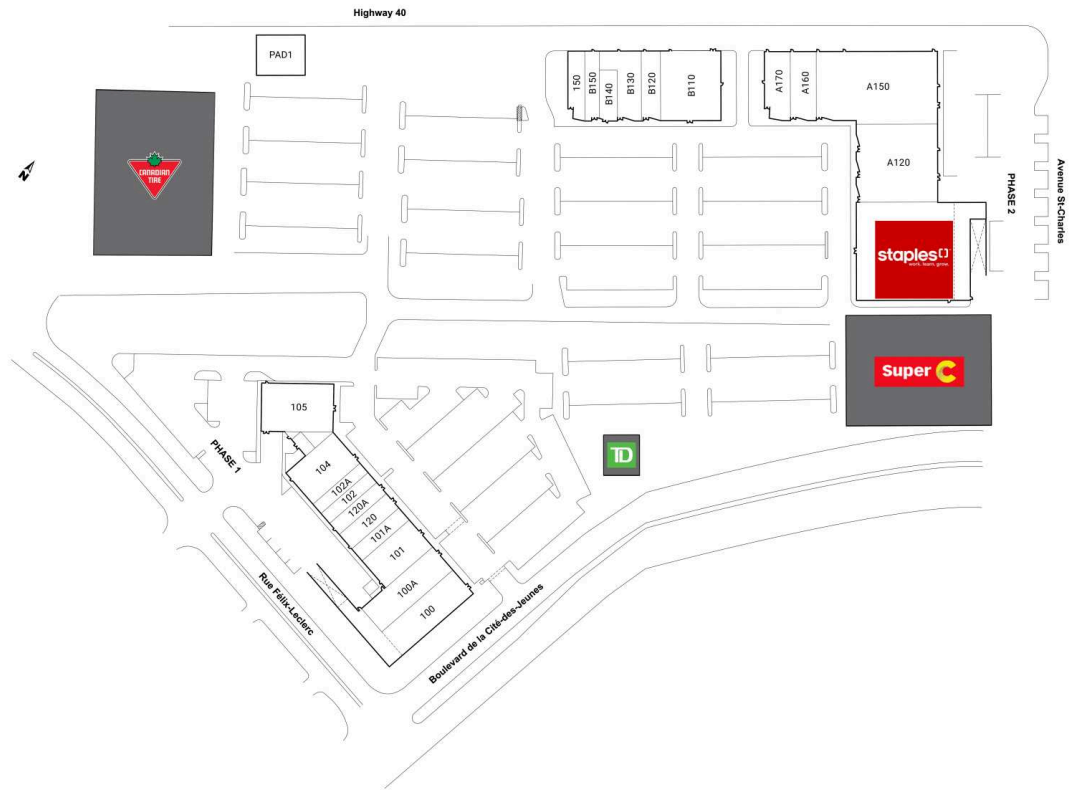 Highway 40
PAD1
150
B150
B140
B130
B120
B110
A170
A160
A150
A120
CANADIAN
TIRE
N
PHASE 2
Avenue St-Charles
staples
work. learn. grow.
Super C
105
PHASE 1
104
102A
102
120A
120
101A
101
100A
100
TD
Rue Félix-Leclerc
Boulevard de la Cité-des-Jeunes